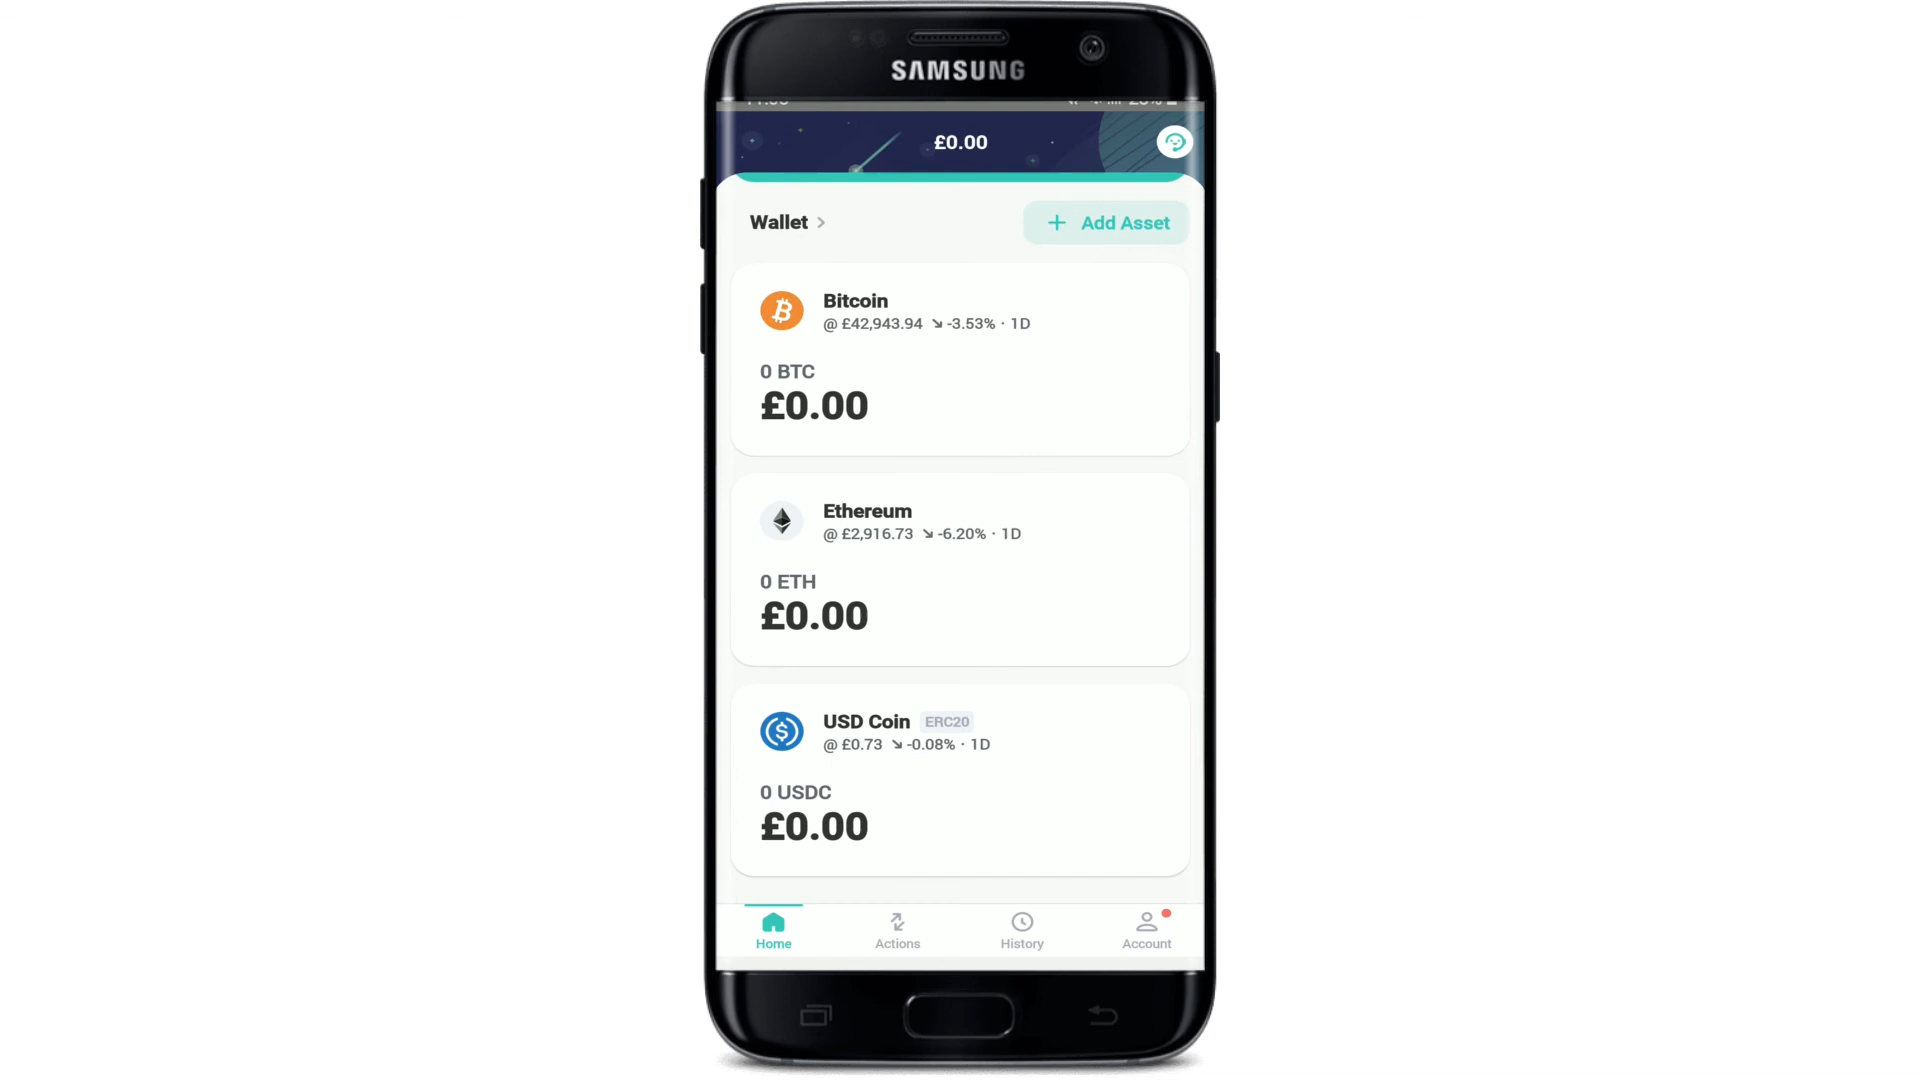 SAMSUNG
£0.00
Wallet >
+ Add Asset
Bitcoin
@ £42,943.94 ↘ -3.53% · 1D
0 BTC
£0.00
Ethereum
@ £2,916.73 ↘ -6.20% · 1D
0 ETH
£0.00
USD Coin ERC20
@ £0.73 ↘ -0.08% · 1D
0 USDC
£0.00
Home Actions History Account